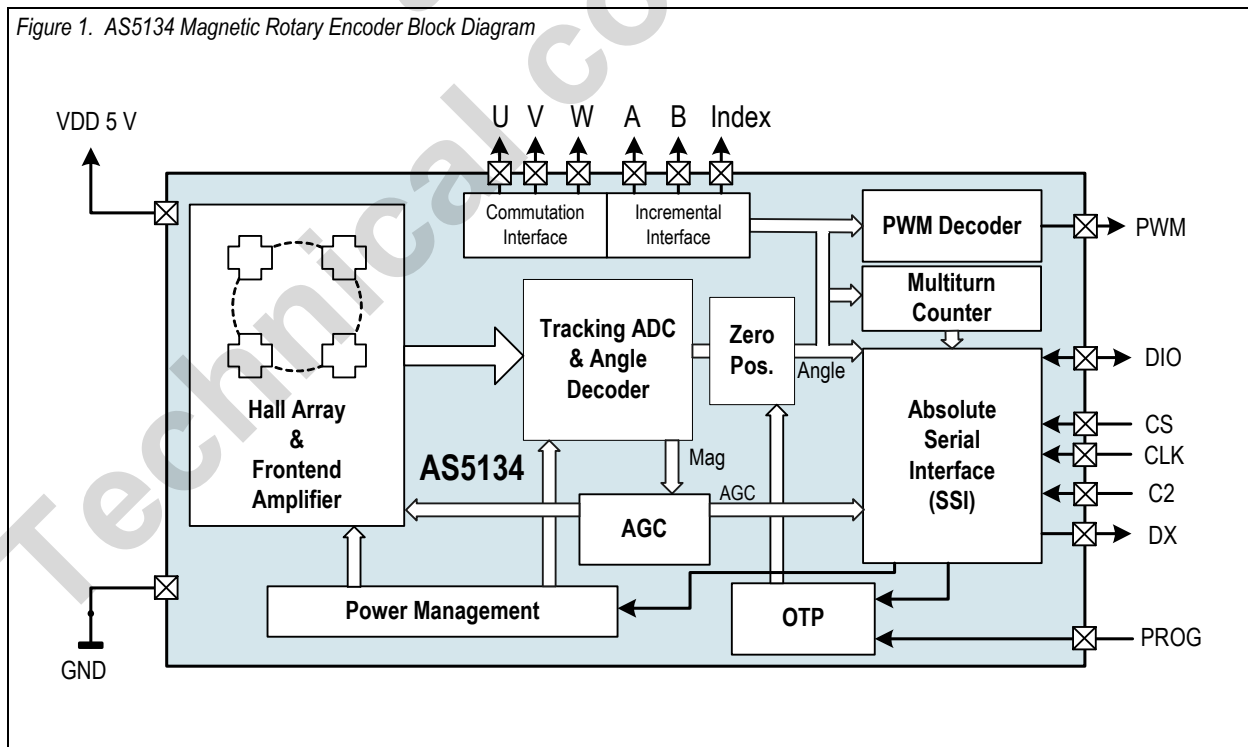 Figure 1. AS5134 Magnetic Rotary Encoder Block Diagram
VDD 5 V
U V W A B Index
Commutation
Interface
Incremental
Interface
PWM Decoder
PWM
Multiturn
Counter
Hall Array
&
Frontend
Amplifier
Tracking ADC
& Angle
Decoder
Zero
Pos.
Angle
Absolute
Serial
Interface
(SSI)
DIO
CS
CLK
C2
DX
AS5134
Mag
AGC
AGC
Power Management
OTP
PROG
GND
Technical co